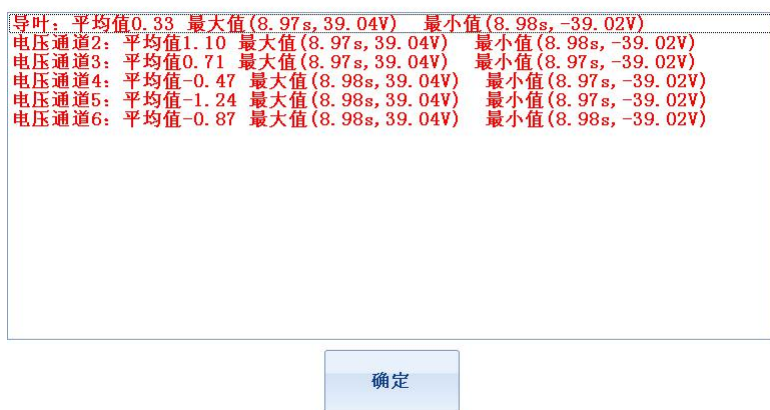 导叶：平均值0.33 最大值(8.97s,39.04V)  最小值(8.98s,-39.02V)
电压通道2：平均值1.10 最大值(8.97s,39.04V)  最小值(8.98s,-39.02V)
电压通道3：平均值0.71 最大值(8.97s,39.04V)  最小值(8.97s,-39.02V)
电压通道4：平均值-0.47 最大值(8.98s,39.04V)  最小值(8.97s,-39.02V)
电压通道5：平均值-1.24 最大值(8.98s,39.04V)  最小值(8.97s,-39.02V)
电压通道6：平均值-0.87 最大值(8.98s,39.04V)  最小值(8.98s,-39.02V)
确定